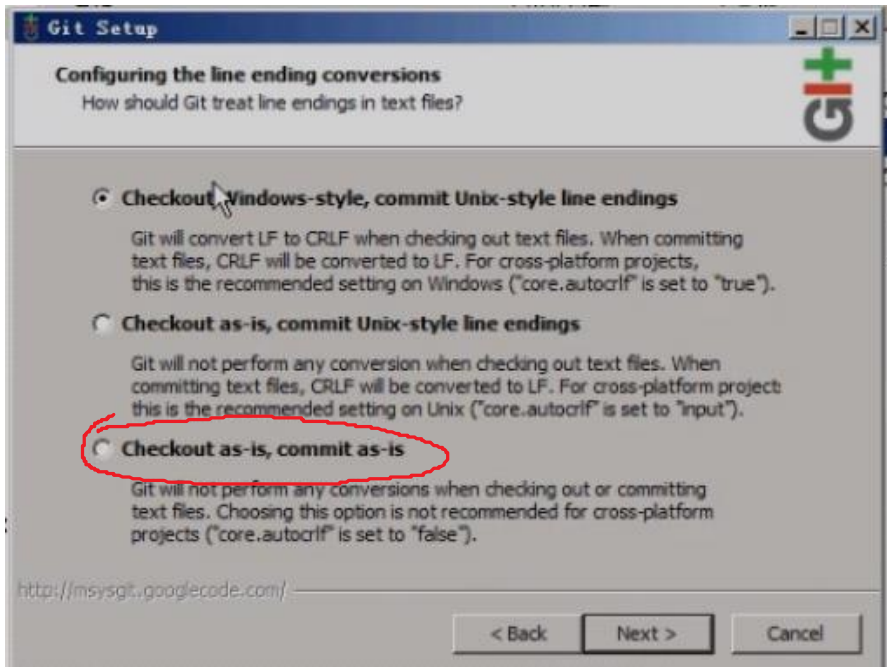 Git Setup
Configuring the line ending conversions
How should Git treat line endings in text files?
Git
Checkout Windows-style, commit Unix-style line endings
Git will convert LF to CRLF when checking out text files. When committing
text files, CRLF will be converted to LF. For cross-platform projects,
this is the recommended setting on Windows ("core.autocrlf" is set to "true").
Checkout as-is, commit Unix-style line endings
Git will not perform any conversion when checking out text files. When
committing text files, CRLF will be converted to LF. For cross-platform project
this is the recommended setting on Unix ("core.autocrlf" is set to "input").
Checkout as-is, commit as-is
Git will not perform any conversions when checking out or committing
text files. Choosing this option is not recommended for cross-platform
projects ("core.autocrlf" is set to "false").
http://msysgit.googlecode.com/
< Back Next > Cancel